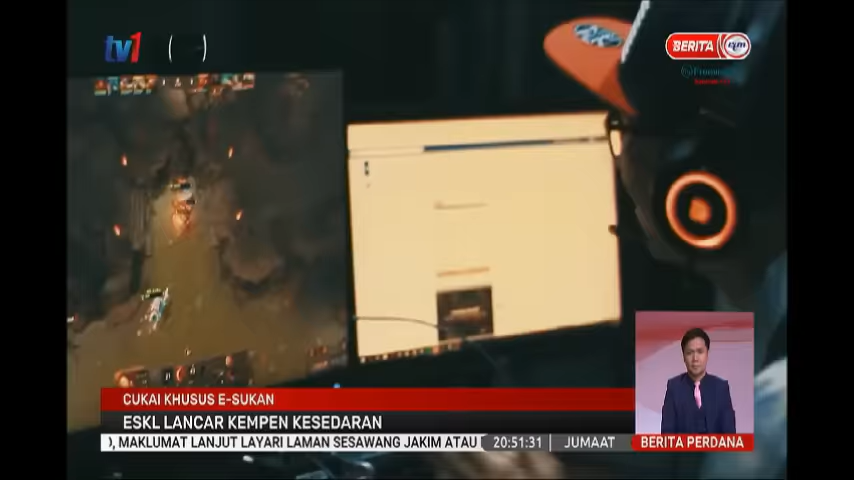 tv1
BERITA rtm
CUKAI KHUSUS E-SUKAN
ESKL LANCAR KEMPEN KESEDARAN
), MAKLUMAT LANJUT LAYARI LAMAN SESAWANG JAKIM ATAU
20:51:31
JUMAAT
BERITA PERDANA